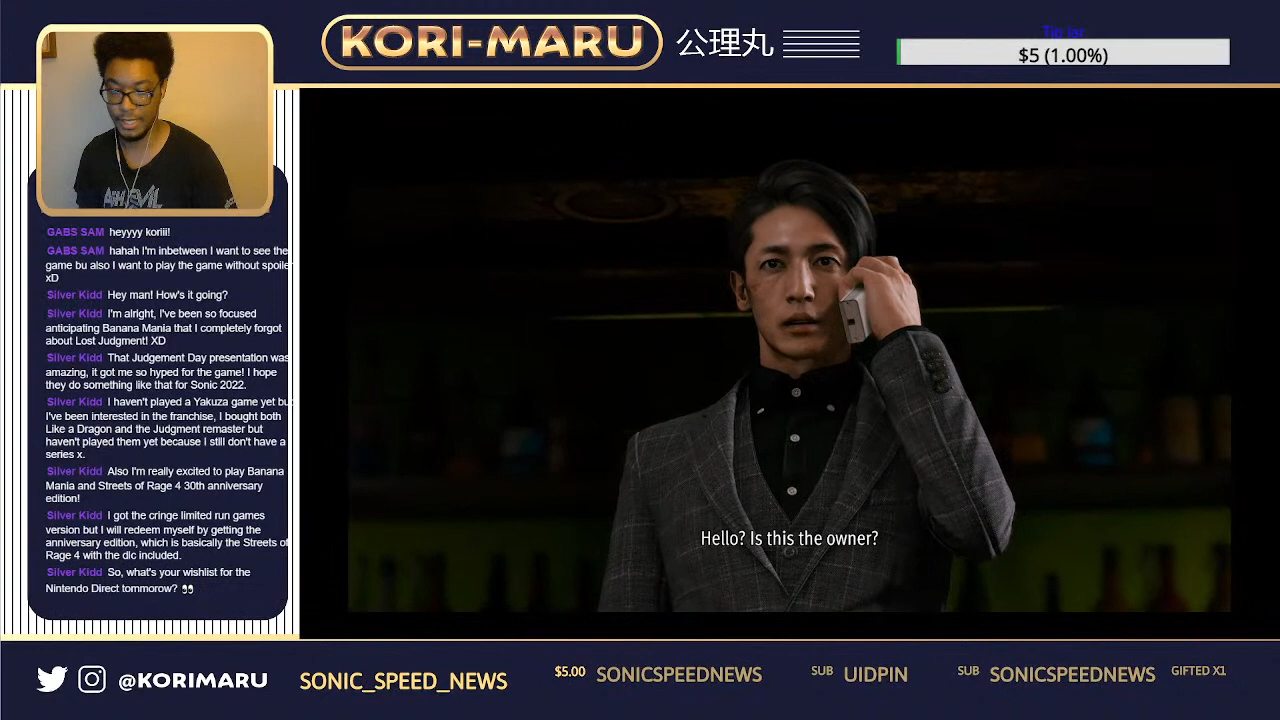 KORI-MARU 公理丸
Tip Jar
$5 (1.00%)
GABS SAM heyyyy koriii!
GABS SAM hahah I'm inbetween I want to see the
game bu also I want to play the game without spoiler
xD
Silver Kidd Hey man! How's it going?
Silver Kidd I'm alright, I've been so focused
anticipating Banana Mania that I completely forgot
about Lost Judgment! XD
Silver Kidd That Judgement Day presentation was
amazing, it got me so hyped for the game! I hope
they do something like that for Sonic 2022.
Silver Kidd I haven't played a Yakuza game yet but
I've been interested in the franchise, I bought both
Like a Dragon and the Judgment remaster but
haven't played them yet because I still don't have a
series x.
Silver Kidd Also I'm really excited to play Banana
Mania and Streets of Rage 4 30th anniversary
edition!
Silver Kidd I got the cringe limited run games
version but I will redeem myself by getting the
anniversary edition, which is basically the Streets of
Rage 4 with the dlc included.
Silver Kidd So, what's your wishlist for the
Nintendo Direct tommorow? 👀
Hello? Is this the owner?
@KORIMARU
SONIC_SPEED_NEWS
$5.00 SONICSPEEDNEWS SUB UIDPIN SUB SONICSPEEDNEWS GIFTED X1